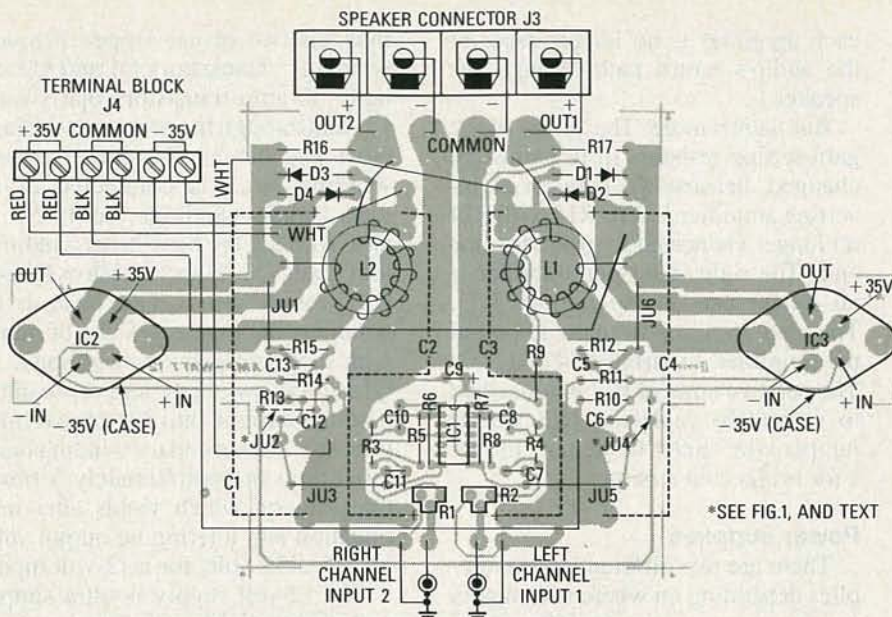 SPEAKER CONNECTOR J3
TERMINAL BLOCK
J4
+35V COMMON -35V
+ - +
OUT2 OUT1
COMMON
RED
RED
BLK
BLK
WHT
WHT
R16
D3
D4
R17
D1
D2
L2
L1
OUT
+35V
IC2
- IN
+ IN
-35V (CASE)
JU1
JU6
OUT
+35V
IC3
- IN
+ IN
-35V (CASE)
R15
C13
R14
R13
C12
*JU2
C2
C3
C9
+
R9
R12
C5
R11
R10
C6
*JU4
C4
C10
R6
R7
C8
R3
R5
IC1
R8
R4
C11
C7
C1
JU3
JU5
R1
R2
*SEE FIG.1, AND TEXT
RIGHT
CHANNEL
INPUT 2
LEFT
CHANNEL
INPUT 1